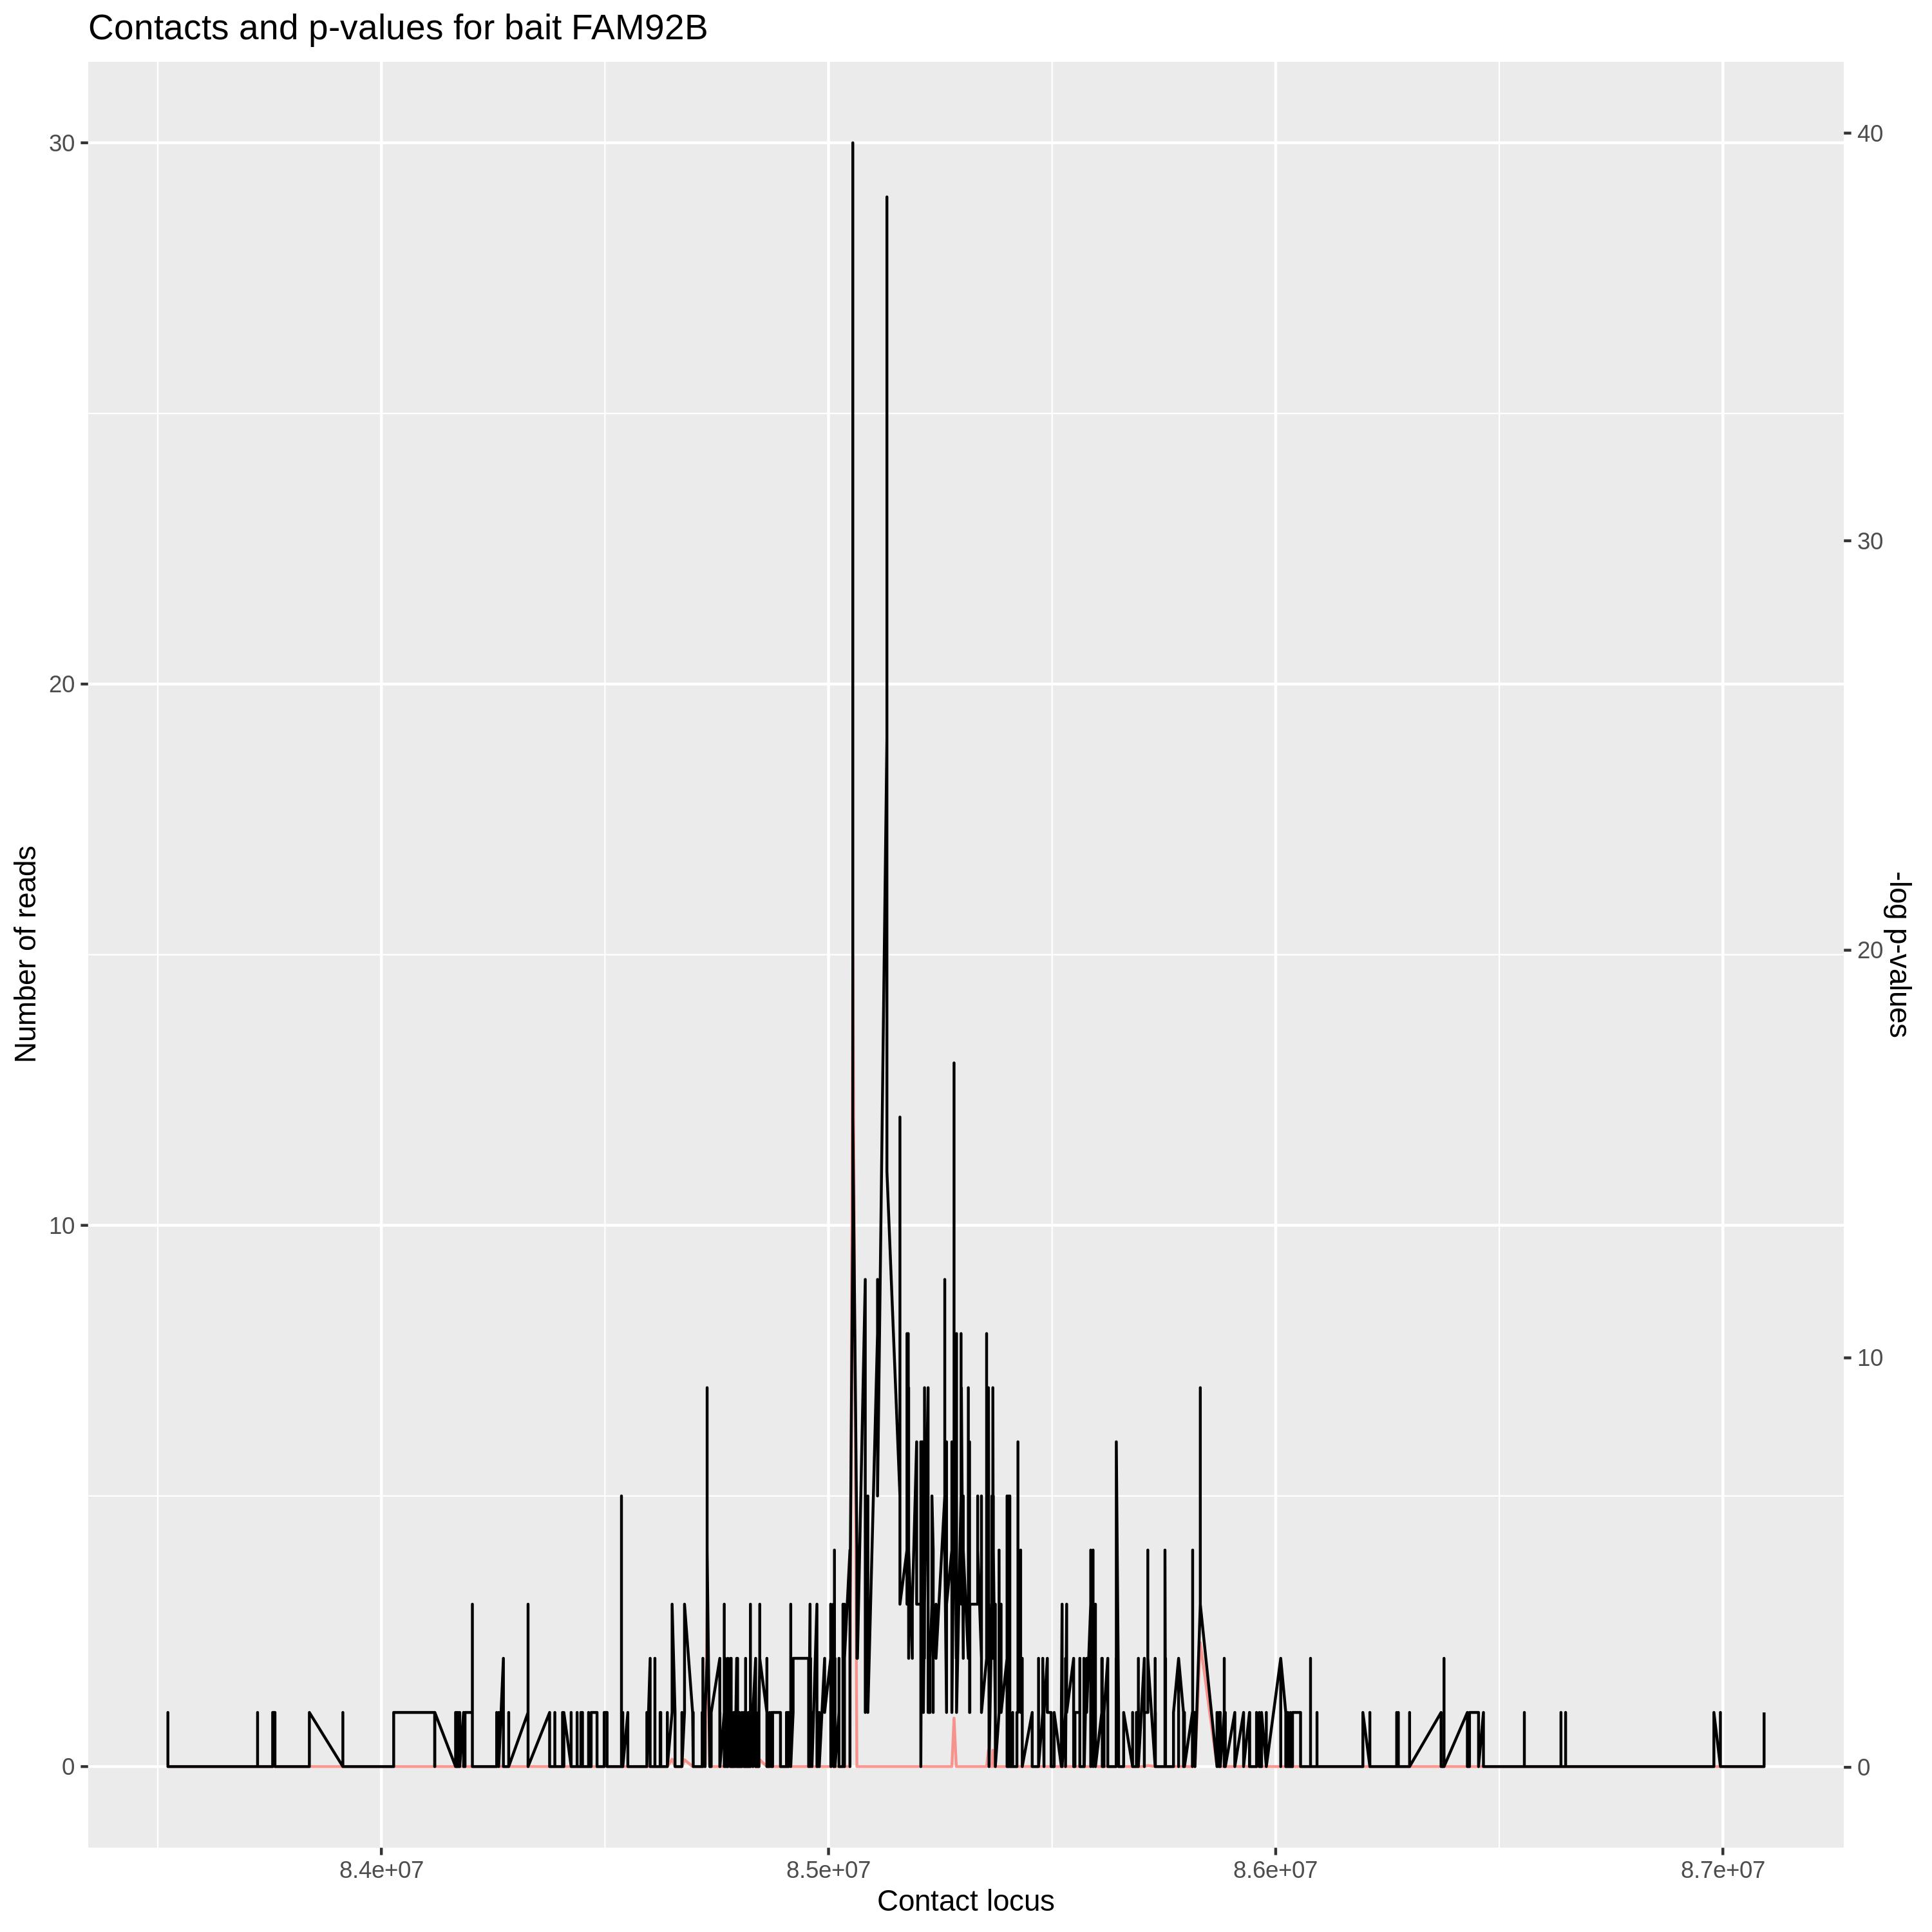 Contacts and p-values for bait FAM92B
30
20
10
0
Number of reads
40
30
20
10
0
-log p-values
8.4e+07
8.5e+07
8.6e+07
8.7e+07
Contact locus